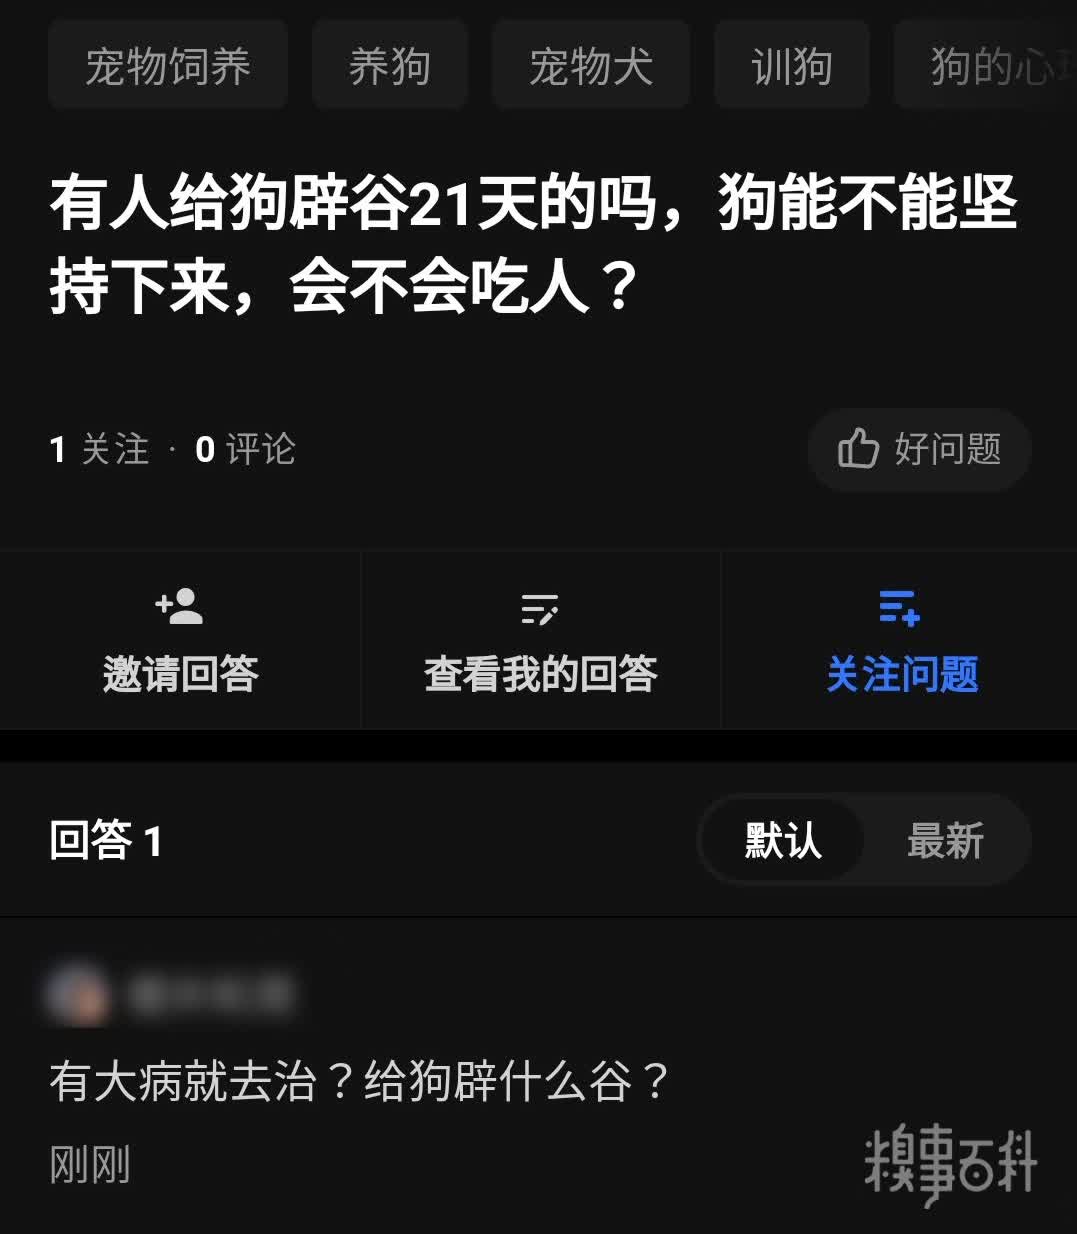 宠物饲养 养狗 宠物犬 训狗 狗的心
有人给狗辟谷21天的吗，狗能不能坚
持下来，会不会吃人？
1 关注 · 0 评论 好问题
邀请回答 查看我的回答 关注问题
回答 1 默认 最新
有大病就去治？给狗辟什么谷？
刚刚
糗事百科